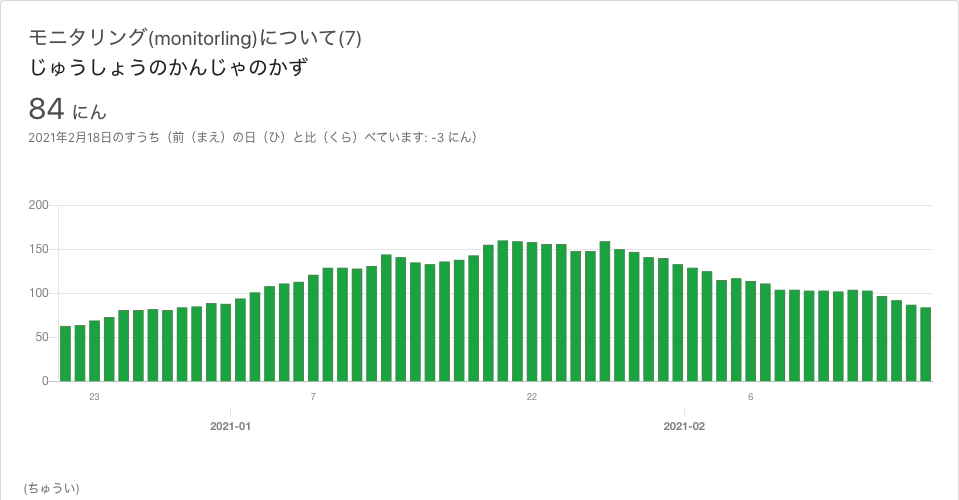 モニタリング(monitorling)について(7)
じゅうしょうのかんじゃのかず
84 にん
2021年2月18日のすうち（前（まえ）の日（ひ）と比（くら）べています: -3 にん）
200
150
100
50
0
23 7 22 6
2021-01 2021-02
(ちゅうい)